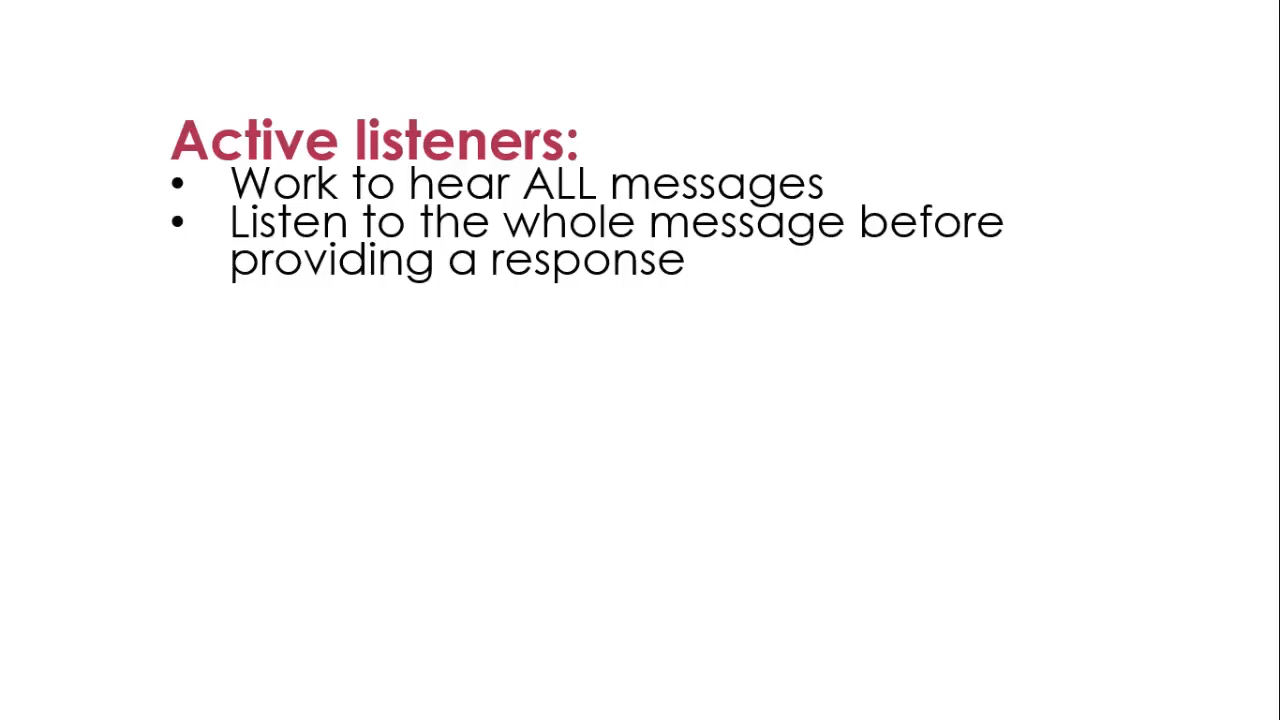 Active listeners:
• Work to hear ALL messages
• Listen to the whole message before
providing a response